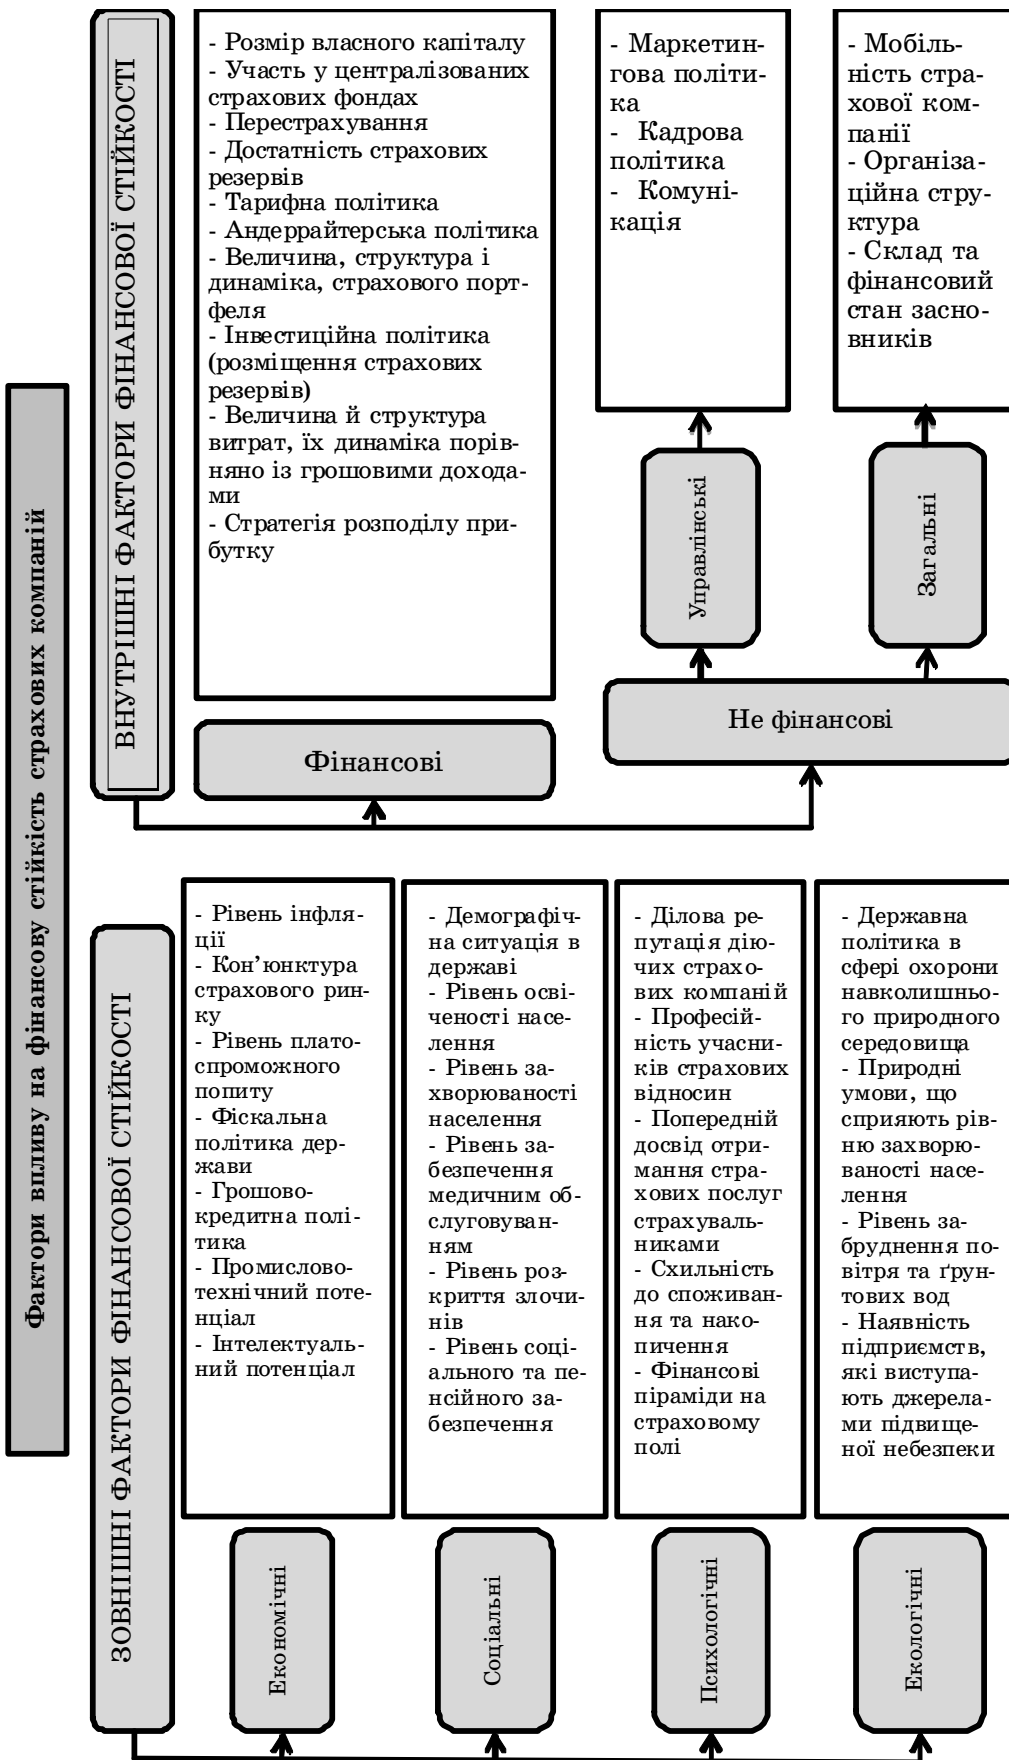 Фактори впливу на фінансову стійкість страхових компаній
ВНУТРІШНІ ФАКТОРИ ФІНАНСОВОЇ СТІЙКОСТІ
- Розмір власного капіталу
- Участь у централізованих
страхових фондах
- Перестрахування
- Достатність страхових
резервів
- Тарифна політика
- Андеррайтерська політика
- Величина, структура і
динаміка, страхового порт-
феля
- Інвестиційна політика
(розміщення страхових
резервів)
- Величина й структура
витрат, їх динаміка порів-
няно із грошовими дохода-
ми
- Стратегія розподілу при-
бутку
Фінансові
- Маркетин-
гова політи-
ка
- Кадрова
політика
- Комуні-
кація
Управлінські
- Мобіль-
ність стра-
хової ком-
панії
- Організа-
ційна стру-
ктура
- Склад та
фінансовий
стан засно-
вників
Загальні
Не фінансові
ЗОВНІШНІ ФАКТОРИ ФІНАНСОВОЇ СТІЙКОСТІ
- Рівень інфля-
ції
- Кон’юнктура
страхового рин-
ку
- Рівень плато-
спроможного
попиту
- Фіскальна
політика дер-
жави
- Грошово-
кредитна полі-
тика
- Промислово-
технічний поте-
нціал
- Інтелектуаль-
ний потенціал
Економічні
- Демографіч-
на ситуація в
державі
- Рівень осві-
ченості насе-
лення
- Рівень за-
хворюваності
населення
- Рівень за-
безпечення
медичним об-
слуговуван-
ням
- Рівень роз-
криття злочи-
нів
- Рівень соці-
ального та пе-
нсійного за-
безпечення
Соціальні
- Ділова ре-
путація дію-
чих страхо-
вих компаній
- Професій-
ність учасни-
ків страхових
відносин
- Попередній
досвід отри-
мання стра-
хових послуг
страхуваль-
никами
- Схильність
до споживан-
ня та нако-
пичення
- Фінансові
піраміди на
страховому
полі
Психологічні
- Державна
політика в
сфері охорони
навколишньо-
го природного
середовища
- Природні
умови, що
сприяють рів-
ню захворю-
ваності насе-
лення
- Рівень за-
бруднення по-
вітря та ґрун-
тових вод
- Наявність
підприємств,
які виступа-
ють джерела-
ми підвище-
ної небезпеки
Екологічні